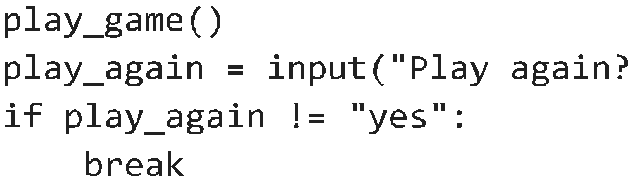 play_game()
play_again = input("Play again?
if play_again != "yes":
    break